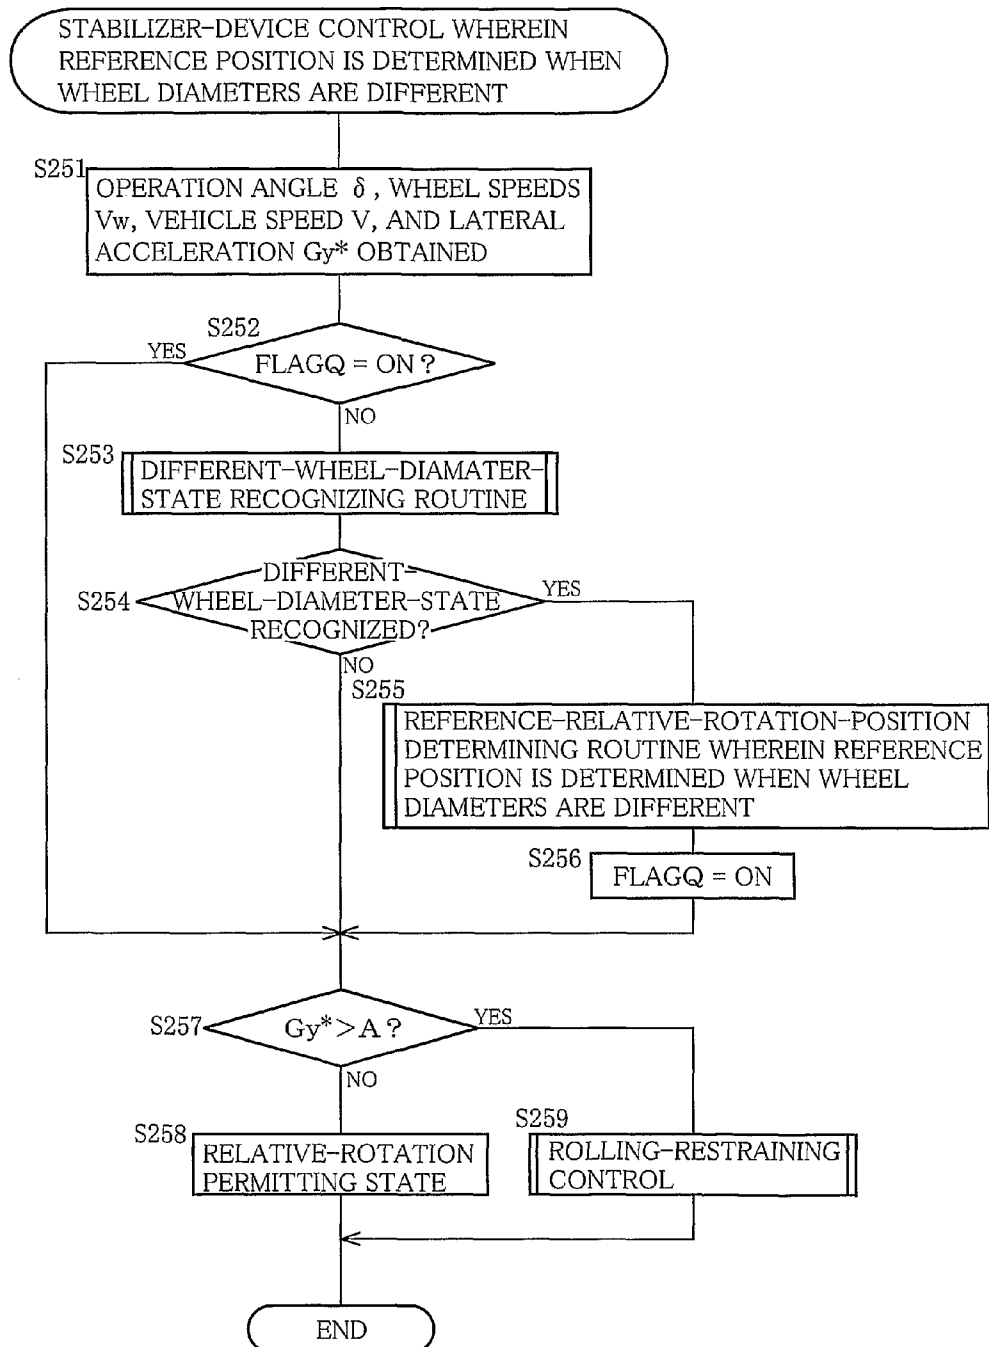 STABILIZER-DEVICE CONTROL WHEREIN
REFERENCE POSITION IS DETERMINED WHEN
WHEEL DIAMETERS ARE DIFFERENT
S251
OPERATION ANGLE δ, WHEEL SPEEDS
Vw, VEHICLE SPEED V, AND LATERAL
ACCELERATION Gy* OBTAINED
S252
YES
FLAGQ = ON?
NO
S253
DIFFERENT-WHEEL-DIAMATER-
STATE RECOGNIZING ROUTINE
S254
DIFFERENT-
WHEEL-DIAMETER-STATE
RECOGNIZED?
YES
NO
S255
REFERENCE-RELATIVE-ROTATION-POSITION
DETERMINING ROUTINE WHEREIN REFERENCE
POSITION IS DETERMINED WHEN WHEEL
DIAMETERS ARE DIFFERENT
S256
FLAGQ = ON
S257
Gy*>A?
YES
NO
S258
RELATIVE-ROTATION
PERMITTING STATE
S259
ROLLING-RESTRAINING
CONTROL
END